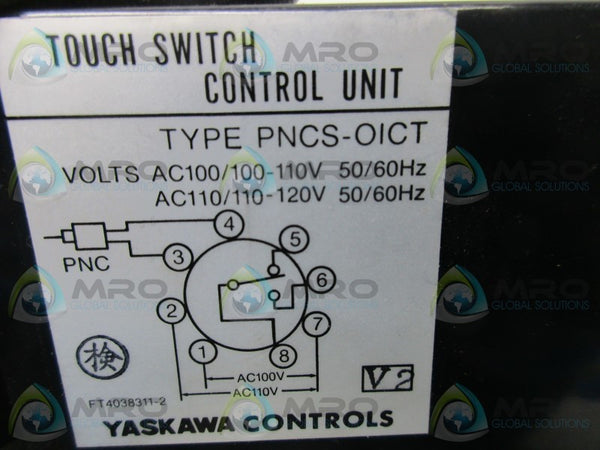 TOUCH SWITCH
CONTROL UNIT
TYPE PNCS-OICT
VOLTS AC100/100-110V 50/60Hz
AC110/110-120V 50/60Hz
4
5
PNC
3
6
2
7
1
8
AC100V
AC110V
検
V2
FT4038311-2
YASKAWA CONTROLS
MRO
GLOBAL SOLUTIONS